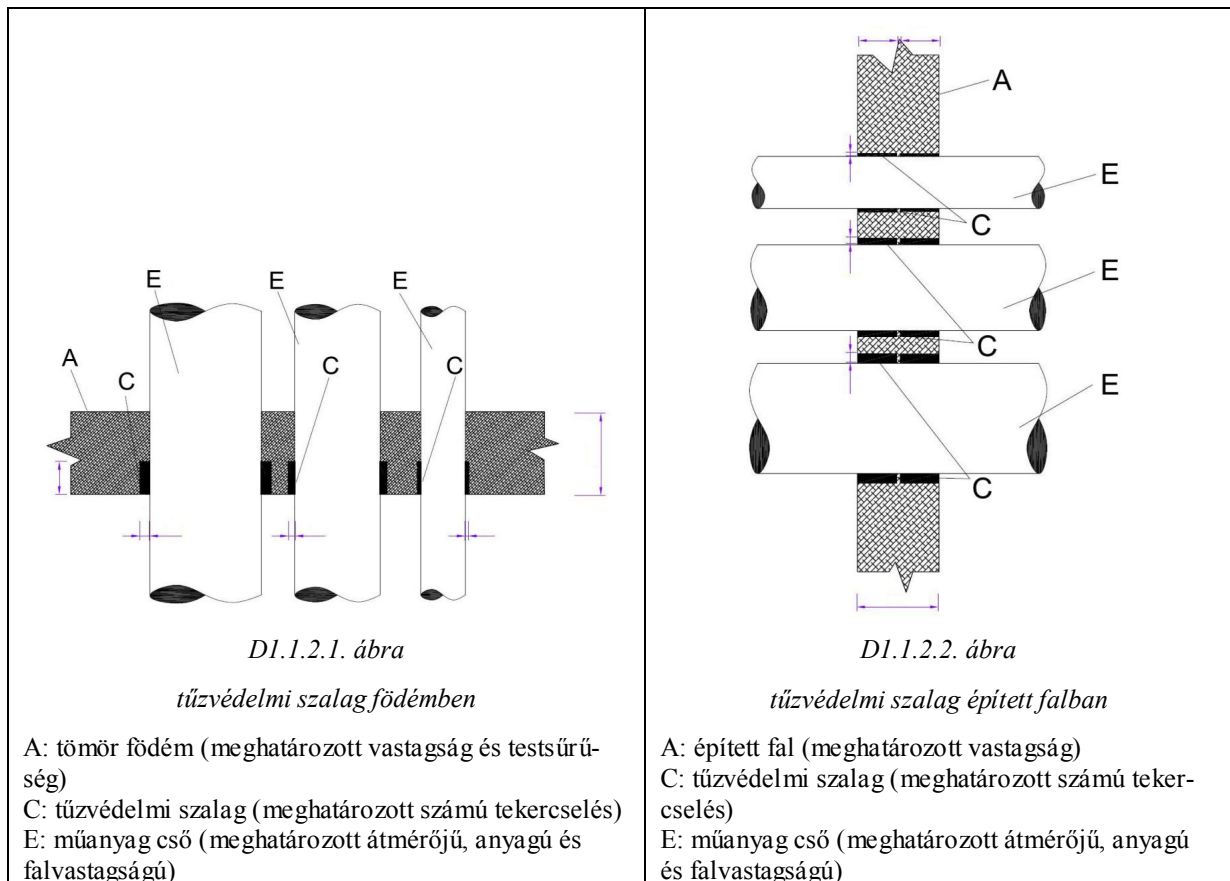 E
E
E
A
C
C
C
D1.1.2.1. ábra
tűzvédelmi szalag födémben
A: tömör födém (meghatározott vastagság és testsűrű-
ség)
C: tűzvédelmi szalag (meghatározott számú tekercselés)
E: műanyag cső (meghatározott átmérőjű, anyagú és
falvastagságú)
A
E
C
E
C
E
C
D1.1.2.2. ábra
tűzvédelmi szalag épített falban
A: épített fal (meghatározott vastagság)
C: tűzvédelmi szalag (meghatározott számú teker-
cselés)
E: műanyag cső (meghatározott átmérőjű, anyagú
és falvastagságú)